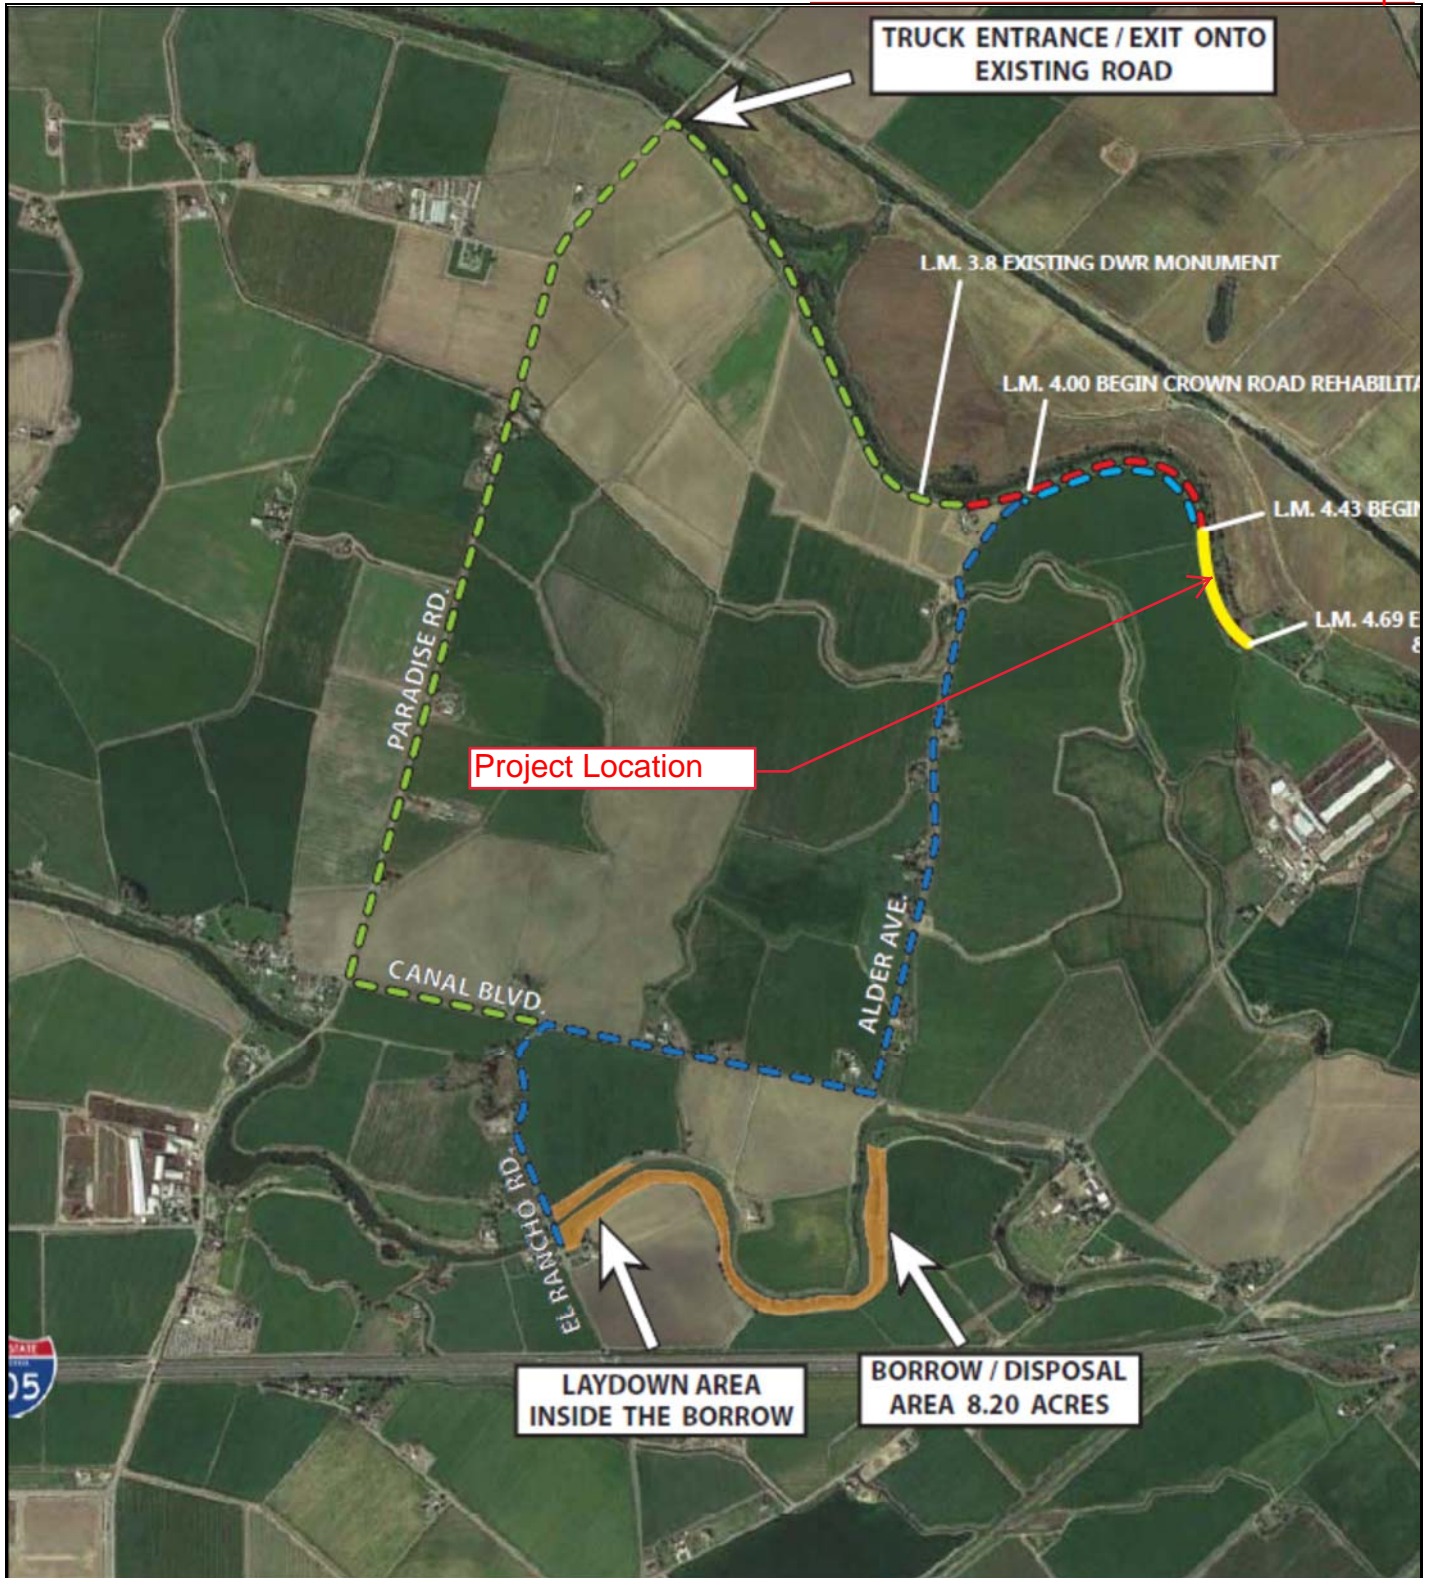 TRUCK ENTRANCE / EXIT ONTO
EXISTING ROAD
L.M. 3.8 EXISTING DWR MONUMENT
L.M. 4.00 BEGIN CROWN ROAD REHABILITA
L.M. 4.43 BEGIN
L.M. 4.69 E
&
PARADISE RD.
Project Location
ALDER AVE.
CANAL BLVD.
EL RANCHO RD.
STATE
05
LAYDOWN AREA
INSIDE THE BORROW
BORROW / DISPOSAL
AREA 8.20 ACRES